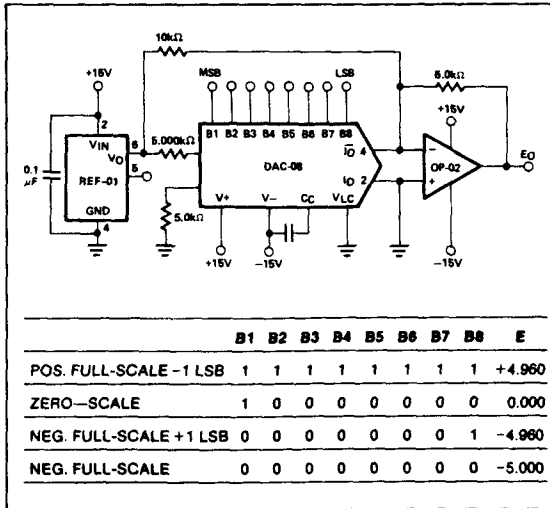 10kΩ
+15V
MSB
LSB
5.0kΩ
B1 B2 B3 B4 B5 B6 B7 B8
+15V
2
VIN
VO
6
5
REF-01
GND
4
0.1
μF
5.000kΩ
5.0kΩ
DAC-08
IO 4
IO 2
V+
V−
CC
VLC
+15V
−15V
−
+
OP-02
EO
−15V
B1 B2 B3 B4 B5 B6 B7 B8 E
POS. FULL-SCALE −1 LSB 1 1 1 1 1 1 1 1 +4.960
ZERO—SCALE 1 0 0 0 0 0 0 0 0.000
NEG. FULL-SCALE +1 LSB 0 0 0 0 0 0 0 1 −4.960
NEG. FULL-SCALE 0 0 0 0 0 0 0 0 −5.000